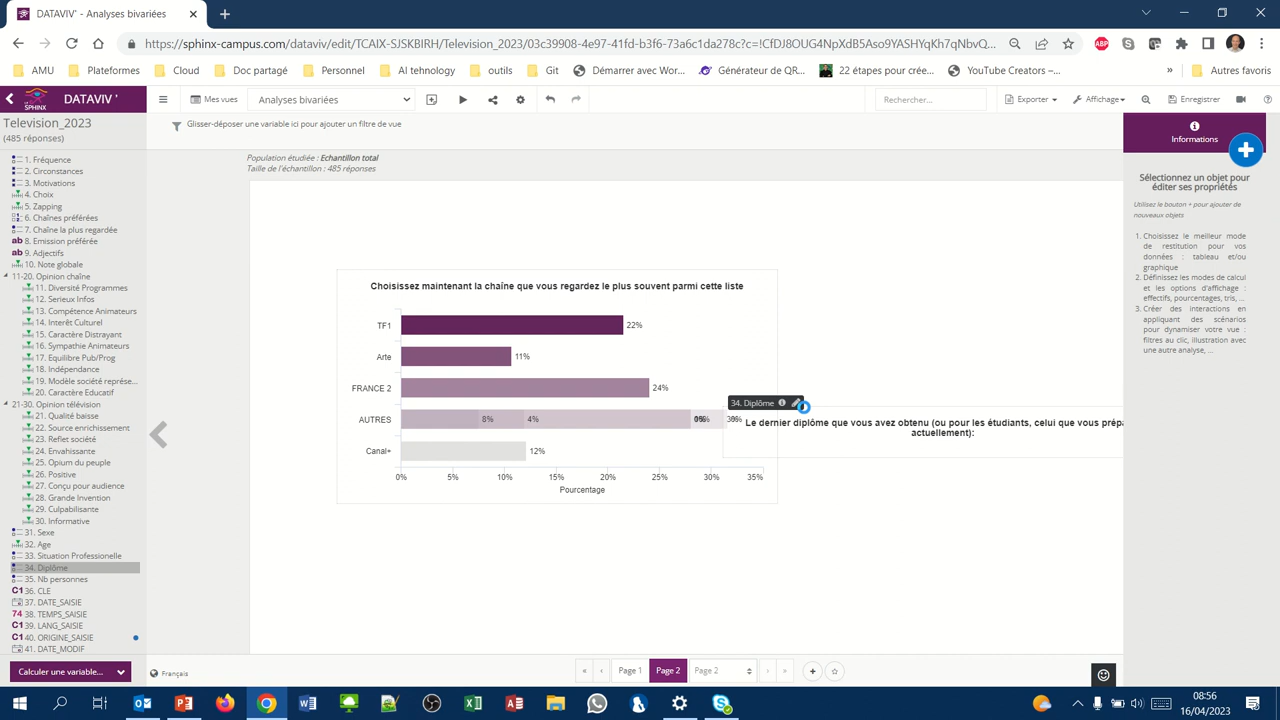 DATAVIV' - Analyses bivariées
AMU
Plateformes
Cloud
Doc partagé
Personnel
AI tehnology
outils
Git
Démarrer avec Wor...
Générateur de QR...
22 étapes pour crée...
YouTube Creators –...
»
Autres favoris
SPHINX
DATAVIV '
Mes vues
Analyses bivariées
Rechercher...
Exporter
Affichage
Enregistrer
Television_2023
(485 réponses)
Glisser-déposer une variable ici pour ajouter un filtre de vue
Informations
Population étudiée : Echantillon total
Taille de l'échantillon : 485 réponses
1. Fréquence
2. Circonstances
3. Motivations
4. Choix
5. Zapping
6. Chaînes préférées
7. Chaîne la plus regardée
ab 8. Emission préférée
ab 9. Adjectifs
10. Note globale
11-20. Opinion chaîne
11. Diversité Programmes
12. Serieux Infos
13. Compétence Animateurs
14. Interêt Culturel
15. Caractère Distrayant
16. Sympathie Animateurs
17. Equilibre Pub/Prog
18. Indépendance
19. Modèle société représe...
20. Caractère Educatif
21-30. Opinion télévision
21. Qualité baisse
22. Source enrichissement
23. Reflet société
24. Envahissante
25. Opium du peuple
26. Positive
27. Conçu pour audience
28. Grande Invention
29. Culpabilisante
30. Informative
31. Sexe
32. Age
33. Situation Professionelle
34. Diplôme
35. Nb personnes
C1 36. CLE
37. DATE_SAISIE
74 38. TEMPS_SAISIE
C1 39. LANG_SAISIE
C1 40. ORIGINE_SAISIE
41. DATE_MODIF
Calculer une variable...
Choisissez maintenant la chaîne que vous regardez le plus souvent parmi cette liste
TF1
22%
Arte
11%
FRANCE 2
24%
AUTRES
8%
4%
Canal+
12%
0%
5%
10%
15%
20%
25%
30%
35%
Pourcentage
34. Diplôme
Le dernier diplôme que vous avez obtenu (ou pour les étudiants, celui que vous prépa
actuellement):
Sélectionnez un objet pour
éditer ses propriétés
Utilisez le bouton + pour ajouter de
nouveaux objets
1. Choisissez le meilleur mode
de restitution pour vos
données : tableau et/ou
graphique
2. Définissez les modes de calcul
et les options d'affichage :
effectifs, pourcentages, tris, ...
3. Créer des interactions en
appliquant des scénarios
pour dynamiser votre vue :
filtres au clic, illustration avec
une autre analyse, ...
Français
«
‹
Page 1
Page 2
Page 2
›
»
08:56
16/04/2023